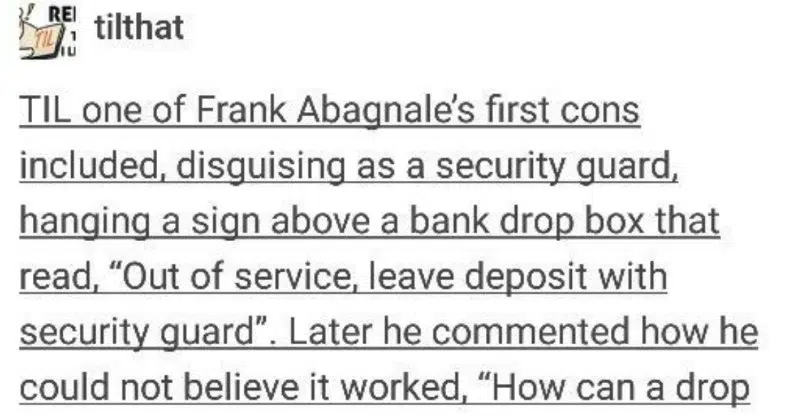 REI
TIL
tilthat
TIL one of Frank Abagnale’s first cons
included, disguising as a security guard,
hanging a sign above a bank drop box that
read, “Out of service, leave deposit with
security guard”. Later he commented how he
could not believe it worked, “How can a drop